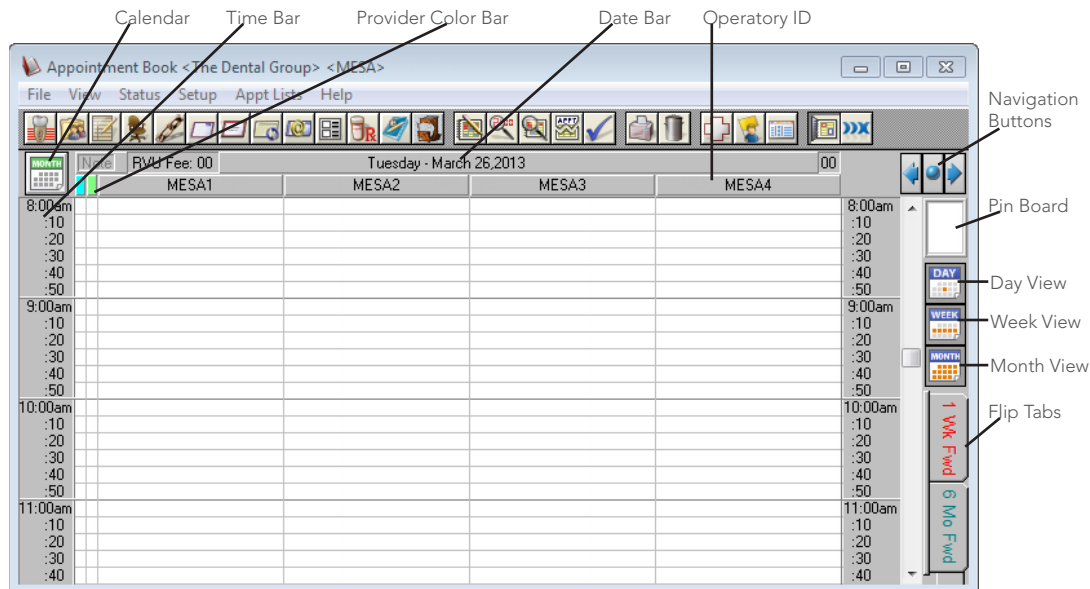 Calendar Time Bar Provider Color Bar Date Bar Operatory ID
Appointment Book <The Dental Group> <MESA>
File View Status Setup Appt Lists Help
Navigation
Buttons
MONTH Note RVU Fee: 00 Tuesday - March 26,2013 00
MESA1 MESA2 MESA3 MESA4
8:00am 8:00am
:10 :10
Pin Board
:20 :20
:30 :30
:40 :40
DAY Day View
:50 :50
9:00am 9:00am
WEEK Week View
:10 :10
:20 :20
:30 :30
MONTH Month View
:40 :40
:50 :50
10:00am 10:00am
Flip Tabs
1 Wk Fwd
:10 :10
:20 :20
:30 :30
:40 :40
:50 :50
6 Mo Fwd
11:00am 11:00am
:10 :10
:20 :20
:30 :30
:40 :40